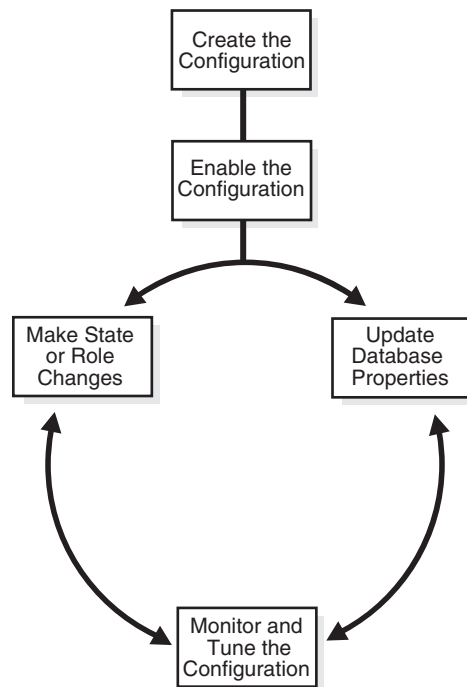 Create the
Configuration
Enable the
Configuration
Make State
or Role
Changes
Update
Database
Properties
Monitor and
Tune the
Configuration